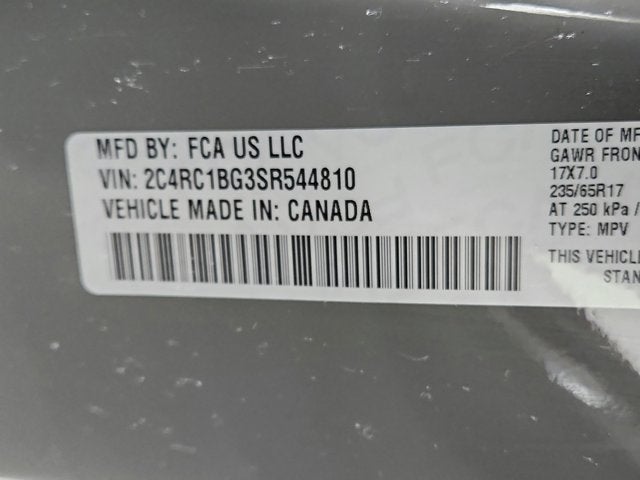 MFD BY: FCA US LLC
VIN: 2C4RC1BG3SR544810
VEHICLE MADE IN: CANADA
DATE OF MF
GAWR FRON
17X7.0
235/65R17
AT 250 kPa /
TYPE: MPV
THIS VEHICLE
STAN